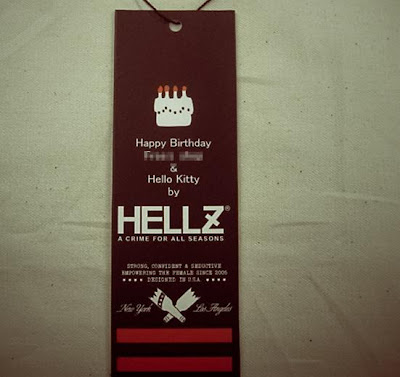 Happy Birthday
&
Hello Kitty
by
HELLZ®
A CRIME FOR ALL SEASONS
STRONG, CONFIDENT & SEDUCTIVE
EMPOWERING THE FEMALE SINCE 2005
★★★★ DESIGNED IN U.S.A. ★★★★
New York Los Angeles